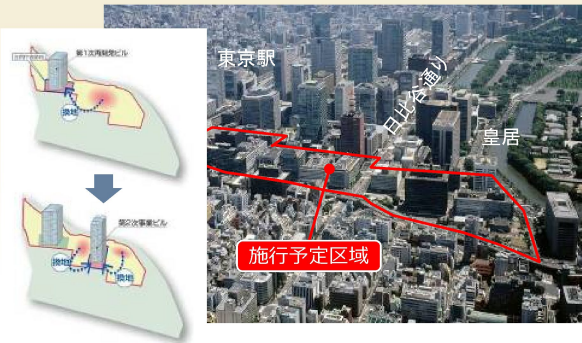 第1次再開発ビル
換地
第2次事業ビル
換地
換地
東京駅
日比谷通り
皇居
施行予定区域